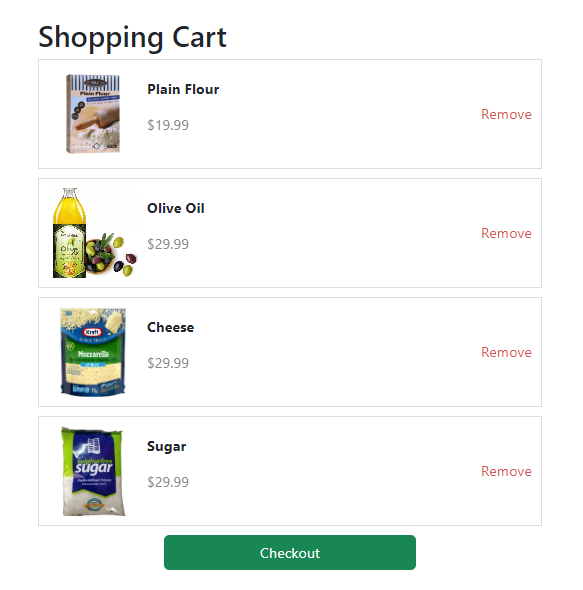 Shopping Cart
Plain Flour
Plain Flour
$19.99
Remove
Olive Oil
$29.99
Remove
Kraft
Mozzarella
Cheese
$29.99
Remove
sulphurfree
sugar
Sugar
$29.99
Remove
Checkout